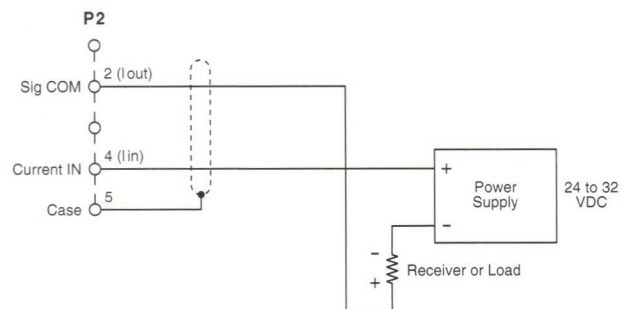 P2
Sig COM
2 (I out)
Current IN
4 (I in)
Case
5
+
-
Power
Supply
24 to 32
VDC
-
+
Receiver or Load